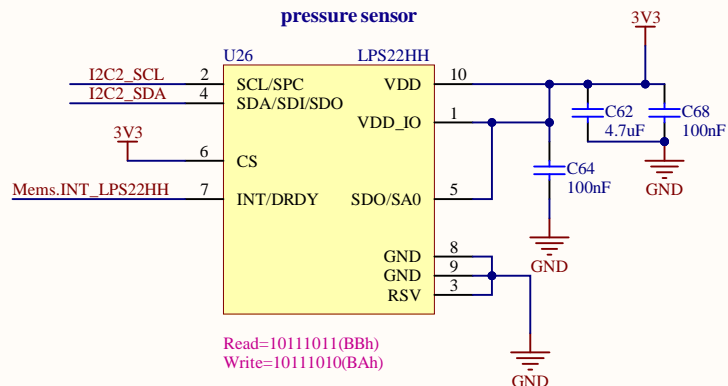 pressure sensor
3V3
U26 LPS22HH
I2C2_SCL 2 SCL/SPC VDD 10
I2C2_SDA 4 SDA/SDI/SDO
C62 C68
4.7uF 100nF
VDD_IO 1
3V3
6 CS
C64
100nF
GND
Mems.INT_LPS22HH 7 INT/DRDY SDO/SA0 5
GND 8
GND 9
GND
RSV 3
Read=10111011(BBh)
Write=10111010(BAh)
GND